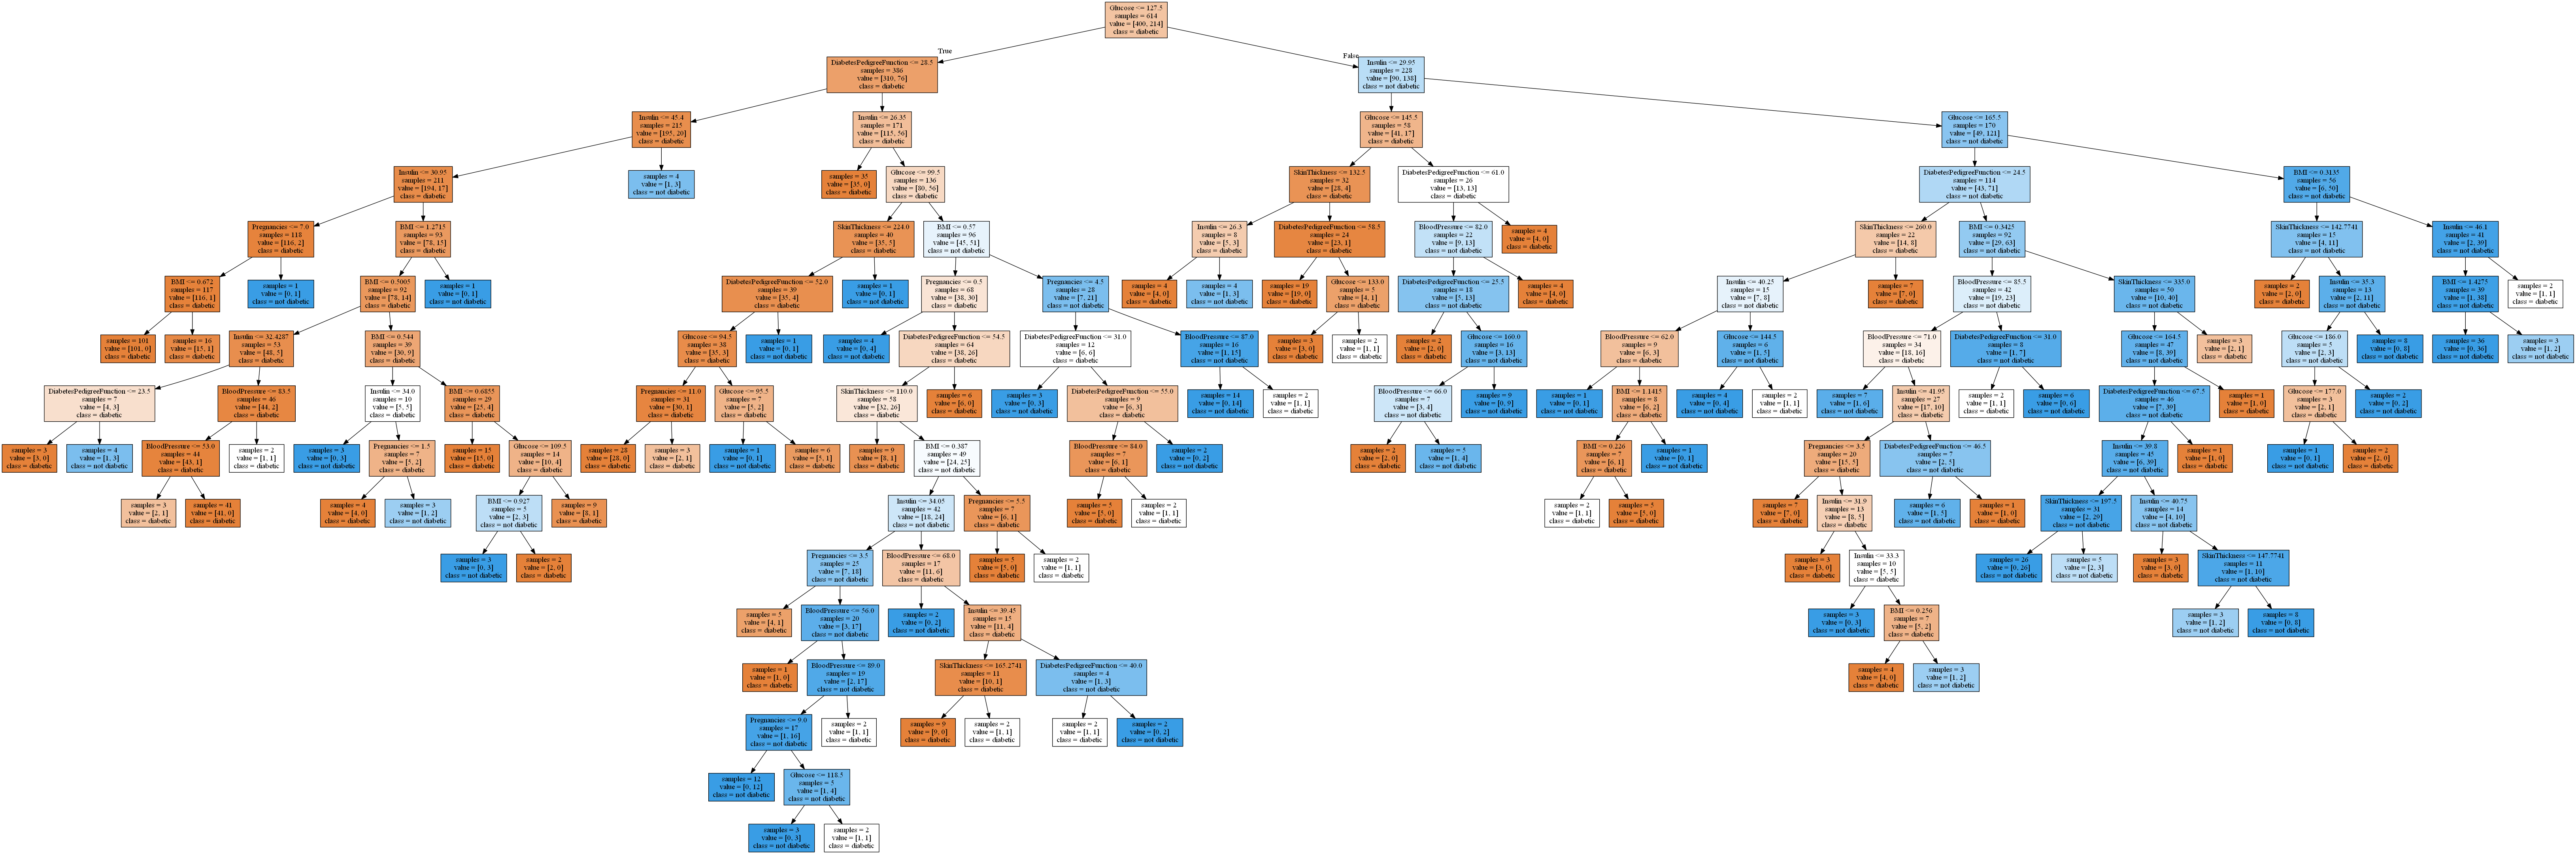 Glucose <= 127.5
samples = 614
value = [400, 214]
class = diabetic
True
False
DiabetesPedigreeFunction <= 28.5
samples = 386
value = [310, 76]
class = diabetic
Insulin <= 29.95
samples = 228
value = [90, 138]
class = not diabetic
Insulin <= 45.4
samples = 215
value = [195, 20]
class = diabetic
Insulin <= 26.35
samples = 171
value = [115, 56]
class = diabetic
Glucose <= 145.5
samples = 58
value = [41, 17]
class = diabetic
Glucose <= 165.5
samples = 170
value = [49, 121]
class = not diabetic
Insulin <= 30.95
samples = 211
value = [194, 17]
class = diabetic
samples = 4
value = [1, 3]
class = not diabetic
samples = 35
value = [35, 0]
class = diabetic
Glucose <= 99.5
samples = 136
value = [80, 56]
class = diabetic
SkinThickness <= 132.5
samples = 32
value = [28, 4]
class = diabetic
DiabetesPedigreeFunction <= 61.0
samples = 26
value = [13, 13]
class = diabetic
DiabetesPedigreeFunction <= 24.5
samples = 114
value = [43, 71]
class = not diabetic
BMI <= 0.3135
samples = 56
value = [6, 50]
class = not diabetic
Pregnancies <= 7.0
samples = 118
value = [116, 2]
class = diabetic
BMI <= 1.2715
samples = 93
value = [78, 15]
class = diabetic
SkinThickness <= 224.0
samples = 40
value = [35, 5]
class = diabetic
BMI <= 0.57
samples = 96
value = [45, 51]
class = not diabetic
Insulin <= 26.3
samples = 8
value = [5, 3]
class = diabetic
DiabetesPedigreeFunction <= 58.5
samples = 24
value = [23, 1]
class = diabetic
BloodPressure <= 82.0
samples = 22
value = [9, 13]
class = not diabetic
samples = 4
value = [4, 0]
class = diabetic
SkinThickness <= 260.0
samples = 22
value = [14, 8]
class = diabetic
BMI <= 0.3425
samples = 92
value = [29, 63]
class = not diabetic
SkinThickness <= 142.7741
samples = 15
value = [4, 11]
class = not diabetic
Insulin <= 46.1
samples = 41
value = [2, 39]
class = not diabetic
BMI <= 0.672
samples = 117
value = [116, 1]
class = diabetic
samples = 1
value = [0, 1]
class = not diabetic
BMI <= 0.5005
samples = 92
value = [78, 14]
class = diabetic
samples = 1
value = [0, 1]
class = not diabetic
DiabetesPedigreeFunction <= 52.0
samples = 39
value = [35, 4]
class = diabetic
samples = 1
value = [0, 1]
class = not diabetic
Pregnancies <= 0.5
samples = 68
value = [38, 30]
class = diabetic
Pregnancies <= 4.5
samples = 28
value = [7, 21]
class = not diabetic
samples = 4
value = [4, 0]
class = diabetic
samples = 4
value = [1, 3]
class = not diabetic
samples = 19
value = [19, 0]
class = diabetic
Glucose <= 133.0
samples = 5
value = [4, 1]
class = diabetic
DiabetesPedigreeFunction <= 25.5
samples = 18
value = [5, 13]
class = not diabetic
samples = 4
value = [4, 0]
class = diabetic
Insulin <= 40.25
samples = 15
value = [7, 8]
class = not diabetic
samples = 7
value = [7, 0]
class = diabetic
BloodPressure <= 85.5
samples = 42
value = [19, 23]
class = not diabetic
SkinThickness <= 335.0
samples = 50
value = [10, 40]
class = not diabetic
samples = 2
value = [2, 0]
class = diabetic
Insulin <= 35.3
samples = 13
value = [2, 11]
class = not diabetic
BMI <= 1.4275
samples = 39
value = [1, 38]
class = not diabetic
samples = 2
value = [1, 1]
class = diabetic
samples = 101
value = [101, 0]
class = diabetic
samples = 16
value = [15, 1]
class = diabetic
Insulin <= 32.4287
samples = 53
value = [48, 5]
class = diabetic
BMI <= 0.544
samples = 39
value = [30, 9]
class = diabetic
Glucose <= 94.5
samples = 38
value = [35, 3]
class = diabetic
samples = 1
value = [0, 1]
class = not diabetic
samples = 4
value = [0, 4]
class = not diabetic
DiabetesPedigreeFunction <= 54.5
samples = 64
value = [38, 26]
class = diabetic
DiabetesPedigreeFunction <= 31.0
samples = 12
value = [6, 6]
class = diabetic
BloodPressure <= 87.0
samples = 16
value = [1, 15]
class = not diabetic
samples = 3
value = [3, 0]
class = diabetic
samples = 2
value = [1, 1]
class = diabetic
samples = 2
value = [2, 0]
class = diabetic
Glucose <= 160.0
samples = 16
value = [3, 13]
class = not diabetic
BloodPressure <= 62.0
samples = 9
value = [6, 3]
class = diabetic
Glucose <= 144.5
samples = 6
value = [1, 5]
class = not diabetic
BloodPressure <= 71.0
samples = 34
value = [18, 16]
class = diabetic
DiabetesPedigreeFunction <= 31.0
samples = 8
value = [1, 7]
class = not diabetic
Glucose <= 164.5
samples = 47
value = [8, 39]
class = not diabetic
samples = 3
value = [2, 1]
class = diabetic
Glucose <= 186.0
samples = 5
value = [2, 3]
class = not diabetic
samples = 8
value = [0, 8]
class = not diabetic
samples = 36
value = [0, 36]
class = not diabetic
samples = 3
value = [1, 2]
class = not diabetic
DiabetesPedigreeFunction <= 23.5
samples = 7
value = [4, 3]
class = diabetic
BloodPressure <= 83.5
samples = 46
value = [44, 2]
class = diabetic
Insulin <= 34.0
samples = 10
value = [5, 5]
class = diabetic
BMI <= 0.6855
samples = 29
value = [25, 4]
class = diabetic
Pregnancies <= 11.0
samples = 31
value = [30, 1]
class = diabetic
Glucose <= 95.5
samples = 7
value = [5, 2]
class = diabetic
SkinThickness <= 110.0
samples = 58
value = [32, 26]
class = diabetic
samples = 6
value = [6, 0]
class = diabetic
samples = 3
value = [0, 3]
class = not diabetic
DiabetesPedigreeFunction <= 55.0
samples = 9
value = [6, 3]
class = diabetic
samples = 14
value = [0, 14]
class = not diabetic
samples = 2
value = [1, 1]
class = diabetic
BloodPressure <= 66.0
samples = 7
value = [3, 4]
class = not diabetic
samples = 9
value = [0, 9]
class = not diabetic
samples = 1
value = [0, 1]
class = not diabetic
BMI <= 1.1415
samples = 8
value = [6, 2]
class = diabetic
samples = 4
value = [0, 4]
class = not diabetic
samples = 2
value = [1, 1]
class = diabetic
samples = 7
value = [1, 6]
class = not diabetic
Insulin <= 41.95
samples = 27
value = [17, 10]
class = diabetic
samples = 2
value = [1, 1]
class = diabetic
samples = 6
value = [0, 6]
class = not diabetic
DiabetesPedigreeFunction <= 67.5
samples = 46
value = [7, 39]
class = not diabetic
samples = 1
value = [1, 0]
class = diabetic
Glucose <= 177.0
samples = 3
value = [2, 1]
class = diabetic
samples = 2
value = [0, 2]
class = not diabetic
samples = 3
value = [3, 0]
class = diabetic
samples = 4
value = [1, 3]
class = not diabetic
BloodPressure <= 53.0
samples = 44
value = [43, 1]
class = diabetic
samples = 2
value = [1, 1]
class = diabetic
samples = 3
value = [0, 3]
class = not diabetic
Pregnancies <= 1.5
samples = 7
value = [5, 2]
class = diabetic
samples = 15
value = [15, 0]
class = diabetic
Glucose <= 109.5
samples = 14
value = [10, 4]
class = diabetic
samples = 28
value = [28, 0]
class = diabetic
samples = 3
value = [2, 1]
class = diabetic
samples = 1
value = [0, 1]
class = not diabetic
samples = 6
value = [5, 1]
class = diabetic
samples = 9
value = [8, 1]
class = diabetic
BMI <= 0.387
samples = 49
value = [24, 25]
class = not diabetic
BloodPressure <= 84.0
samples = 7
value = [6, 1]
class = diabetic
samples = 2
value = [0, 2]
class = not diabetic
samples = 2
value = [2, 0]
class = diabetic
samples = 5
value = [1, 4]
class = not diabetic
BMI <= 0.226
samples = 7
value = [6, 1]
class = diabetic
samples = 1
value = [0, 1]
class = not diabetic
Pregnancies <= 3.5
samples = 20
value = [15, 5]
class = diabetic
DiabetesPedigreeFunction <= 46.5
samples = 7
value = [2, 5]
class = not diabetic
Insulin <= 39.8
samples = 45
value = [6, 39]
class = not diabetic
samples = 1
value = [1, 0]
class = diabetic
samples = 1
value = [0, 1]
class = not diabetic
samples = 2
value = [2, 0]
class = diabetic
samples = 3
value = [2, 1]
class = diabetic
samples = 41
value = [41, 0]
class = diabetic
samples = 4
value = [4, 0]
class = diabetic
samples = 3
value = [1, 2]
class = not diabetic
BMI <= 0.927
samples = 5
value = [2, 3]
class = not diabetic
samples = 9
value = [8, 1]
class = diabetic
Insulin <= 34.05
samples = 42
value = [18, 24]
class = not diabetic
Pregnancies <= 5.5
samples = 7
value = [6, 1]
class = diabetic
samples = 5
value = [5, 0]
class = diabetic
samples = 2
value = [1, 1]
class = diabetic
samples = 2
value = [1, 1]
class = diabetic
samples = 5
value = [5, 0]
class = diabetic
samples = 7
value = [7, 0]
class = diabetic
Insulin <= 31.9
samples = 13
value = [8, 5]
class = diabetic
samples = 6
value = [1, 5]
class = not diabetic
samples = 1
value = [1, 0]
class = diabetic
SkinThickness <= 197.5
samples = 31
value = [2, 29]
class = not diabetic
Insulin <= 40.75
samples = 14
value = [4, 10]
class = not diabetic
samples = 3
value = [0, 3]
class = not diabetic
samples = 2
value = [2, 0]
class = diabetic
Pregnancies <= 3.5
samples = 25
value = [7, 18]
class = not diabetic
BloodPressure <= 68.0
samples = 17
value = [11, 6]
class = diabetic
samples = 5
value = [5, 0]
class = diabetic
samples = 2
value = [1, 1]
class = diabetic
samples = 3
value = [3, 0]
class = diabetic
Insulin <= 33.3
samples = 10
value = [5, 5]
class = diabetic
samples = 26
value = [0, 26]
class = not diabetic
samples = 5
value = [2, 3]
class = not diabetic
samples = 3
value = [3, 0]
class = diabetic
SkinThickness <= 147.7741
samples = 11
value = [1, 10]
class = not diabetic
samples = 5
value = [4, 1]
class = diabetic
BloodPressure <= 56.0
samples = 20
value = [3, 17]
class = not diabetic
samples = 2
value = [0, 2]
class = not diabetic
Insulin <= 39.45
samples = 15
value = [11, 4]
class = diabetic
samples = 3
value = [0, 3]
class = not diabetic
BMI <= 0.256
samples = 7
value = [5, 2]
class = diabetic
samples = 3
value = [1, 2]
class = not diabetic
samples = 8
value = [0, 8]
class = not diabetic
samples = 1
value = [1, 0]
class = diabetic
BloodPressure <= 89.0
samples = 19
value = [2, 17]
class = not diabetic
SkinThickness <= 165.2741
samples = 11
value = [10, 1]
class = diabetic
DiabetesPedigreeFunction <= 40.0
samples = 4
value = [1, 3]
class = not diabetic
samples = 4
value = [4, 0]
class = diabetic
samples = 3
value = [1, 2]
class = not diabetic
Pregnancies <= 9.0
samples = 17
value = [1, 16]
class = not diabetic
samples = 2
value = [1, 1]
class = diabetic
samples = 9
value = [9, 0]
class = diabetic
samples = 2
value = [1, 1]
class = diabetic
samples = 2
value = [1, 1]
class = diabetic
samples = 2
value = [0, 2]
class = not diabetic
samples = 12
value = [0, 12]
class = not diabetic
Glucose <= 118.5
samples = 5
value = [1, 4]
class = not diabetic
samples = 3
value = [0, 3]
class = not diabetic
samples = 2
value = [1, 1]
class = diabetic